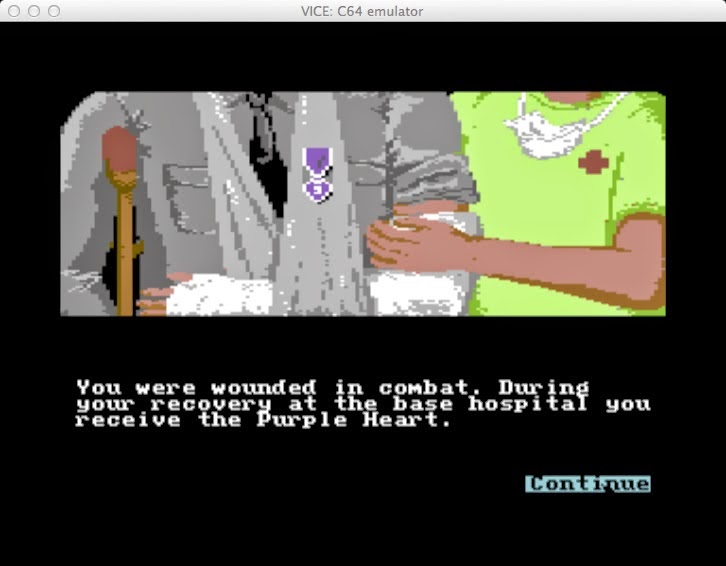 VICE: C64 emulator
You were wounded in combat. During
your recovery at the base hospital you
receive the Purple Heart.
Continue